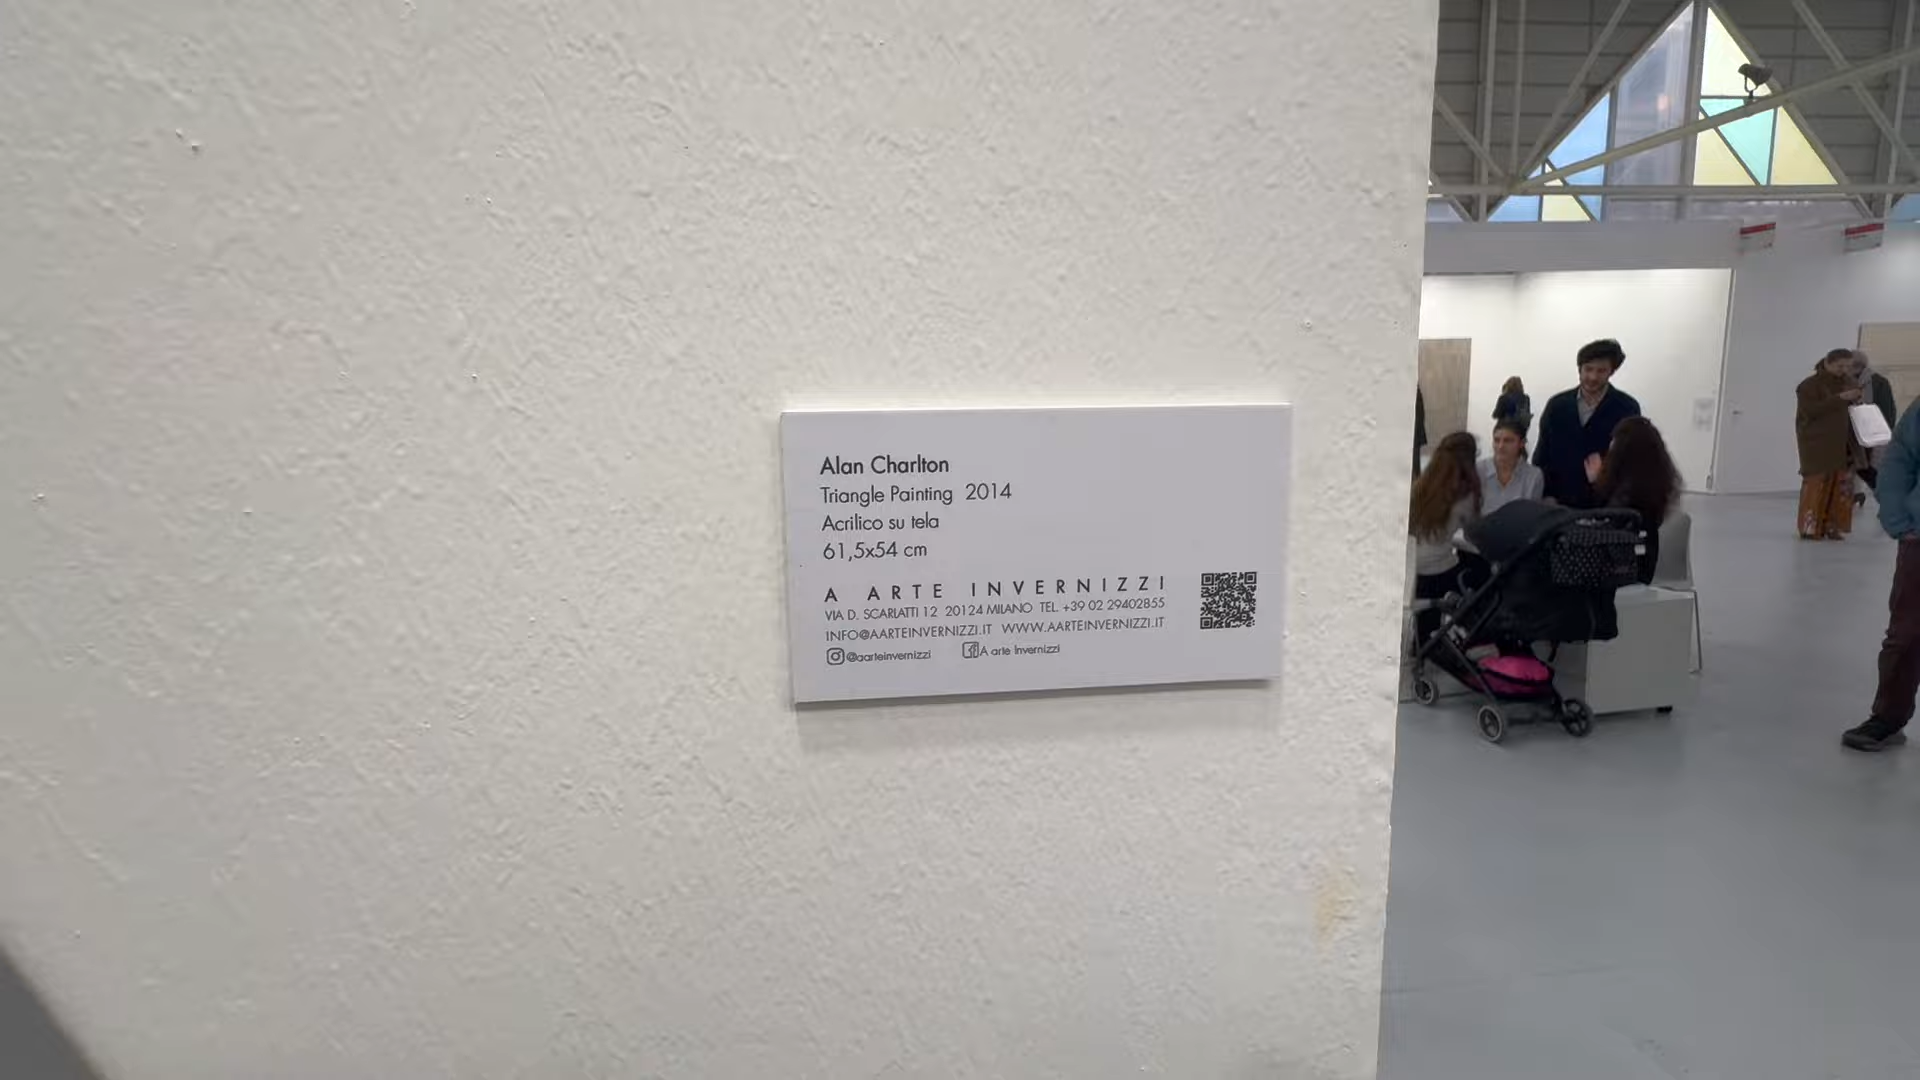 Alan Charlton
Triangle Painting 2014
Acrilico su tela
61,5x54 cm
A ARTE INVERNIZZI
VIA D. SCARLATTI 12 20124 MILANO TEL. +39 02 29402855
INFO@AARTEINVERNIZZI.IT WWW.AARTEINVERNIZZI.IT
@aarteinvernizzi A arte Invernizzi